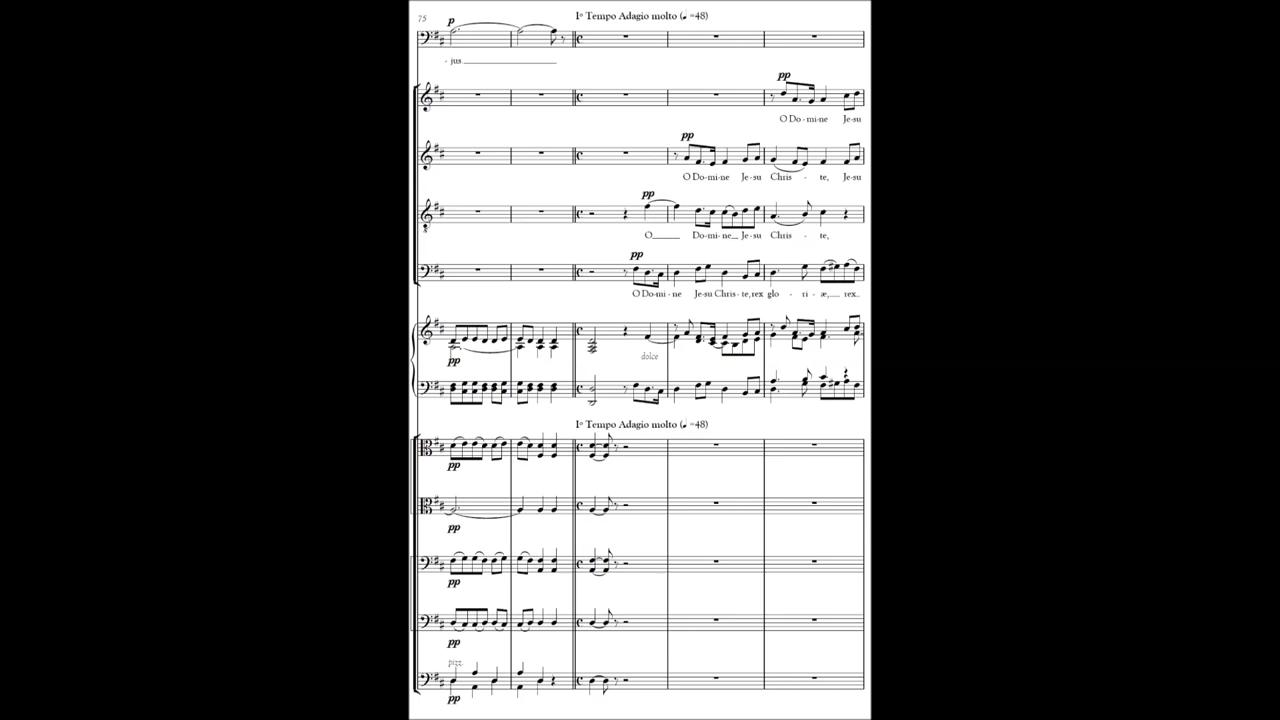 75
p
Iº Tempo Adagio molto (♩=48)
- jus
pp
O Do - mi-ne Je-su
pp
O Do-mi-ne Je-su Chris - te, Je-su
pp
O Do-mi-ne Je-su Chris - te,
pp
O Do-mi-ne Je-su Chris-te, rex glo - ri - æ, rex
pp
dolce
Iº Tempo Adagio molto (♩=48)
pp
pp
pp
pp
pizz.
pp